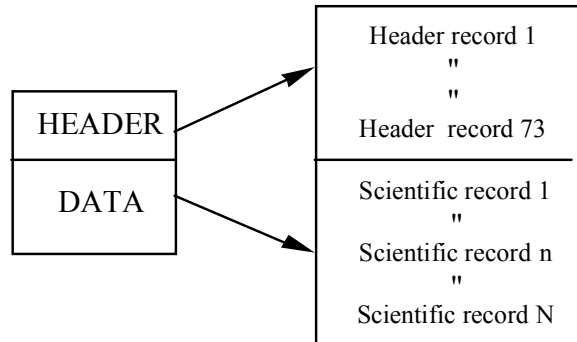 HEADER
DATA
Header record 1
"
"
Header record 73
Scientific record 1
"
Scientific record n
"
Scientific record N